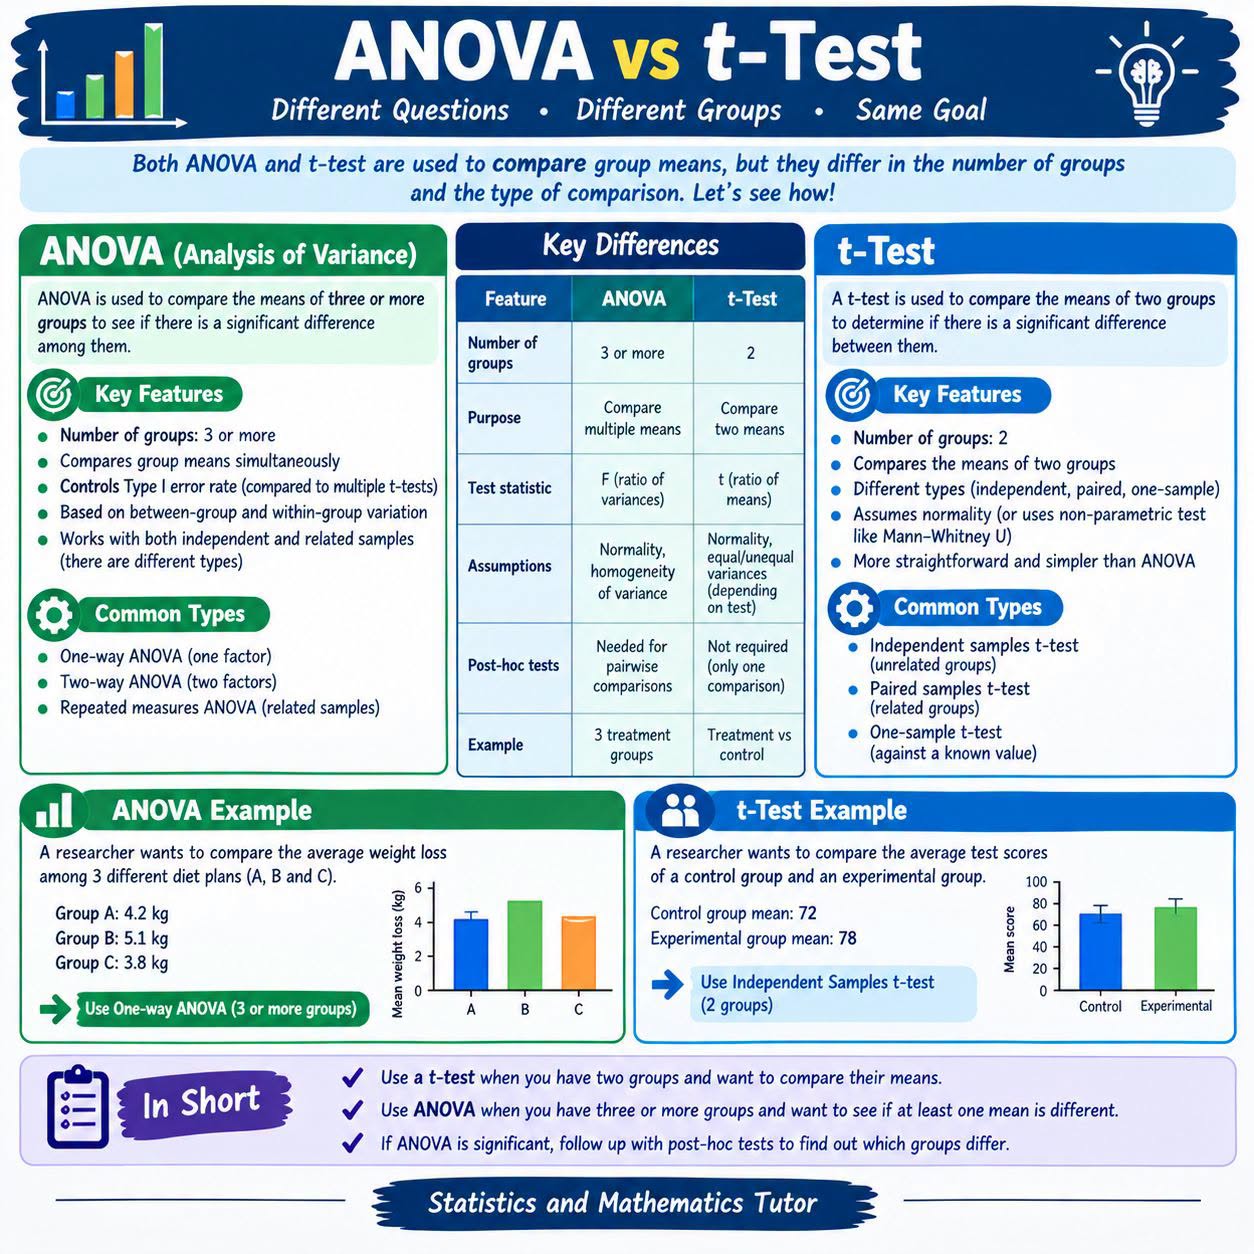 ANOVA vs t-Test
Different Questions • Different Groups • Same Goal
Both ANOVA and t-test are used to compare group means, but they differ in the number of groups
and the type of comparison. Let's see how!
ANOVA (Analysis of Variance)
ANOVA is used to compare the means of three or more
groups to see if there is a significant difference
among them.
Key Features
• Number of groups: 3 or more
• Compares group means simultaneously
• Controls Type I error rate (compared to multiple t-tests)
• Based on between-group and within-group variation
• Works with both independent and related samples
(there are different types)
Common Types
• One-way ANOVA (one factor)
• Two-way ANOVA (two factors)
• Repeated measures ANOVA (related samples)
Key Differences
Feature ANOVA t-Test
Number of
groups
3 or more
2
Purpose
Compare
multiple means
Compare
two means
Test statistic
F (ratio of
variances)
t (ratio of
means)
Assumptions
Normality,
homogeneity
of variance
Normality,
equal/unequal
variances
(depending
on test)
Post-hoc tests
Needed for
pairwise
comparisons
Not required
(only one
comparison)
Example
3 treatment
groups
Treatment vs
control
t-Test
A t-test is used to compare the means of two groups
to determine if there is a significant difference
between them.
Key Features
• Number of groups: 2
• Compares the means of two groups
• Different types (independent, paired, one-sample)
• Assumes normality (or uses non-parametric test
like Mann–Whitney U)
• More straightforward and simpler than ANOVA
Common Types
• Independent samples t-test
(unrelated groups)
• Paired samples t-test
(related groups)
• One-sample t-test
(against a known value)
ANOVA Example
A researcher wants to compare the average weight loss
among 3 different diet plans (A, B and C).
Group A: 4.2 kg
Group B: 5.1 kg
Group C: 3.8 kg
Use One-way ANOVA (3 or more groups)
Mean weight loss (kg)
6
4
2
0
A B C
t-Test Example
A researcher wants to compare the average test scores
of a control group and an experimental group.
Control group mean: 72
Experimental group mean: 78
Use Independent Samples t-test
(2 groups)
Mean score
100
80
60
40
20
0
Control Experimental
In Short
✔ Use a t-test when you have two groups and want to compare their means.
✔ Use ANOVA when you have three or more groups and want to see if at least one mean is different.
✔ If ANOVA is significant, follow up with post-hoc tests to find out which groups differ.
Statistics and Mathematics Tutor